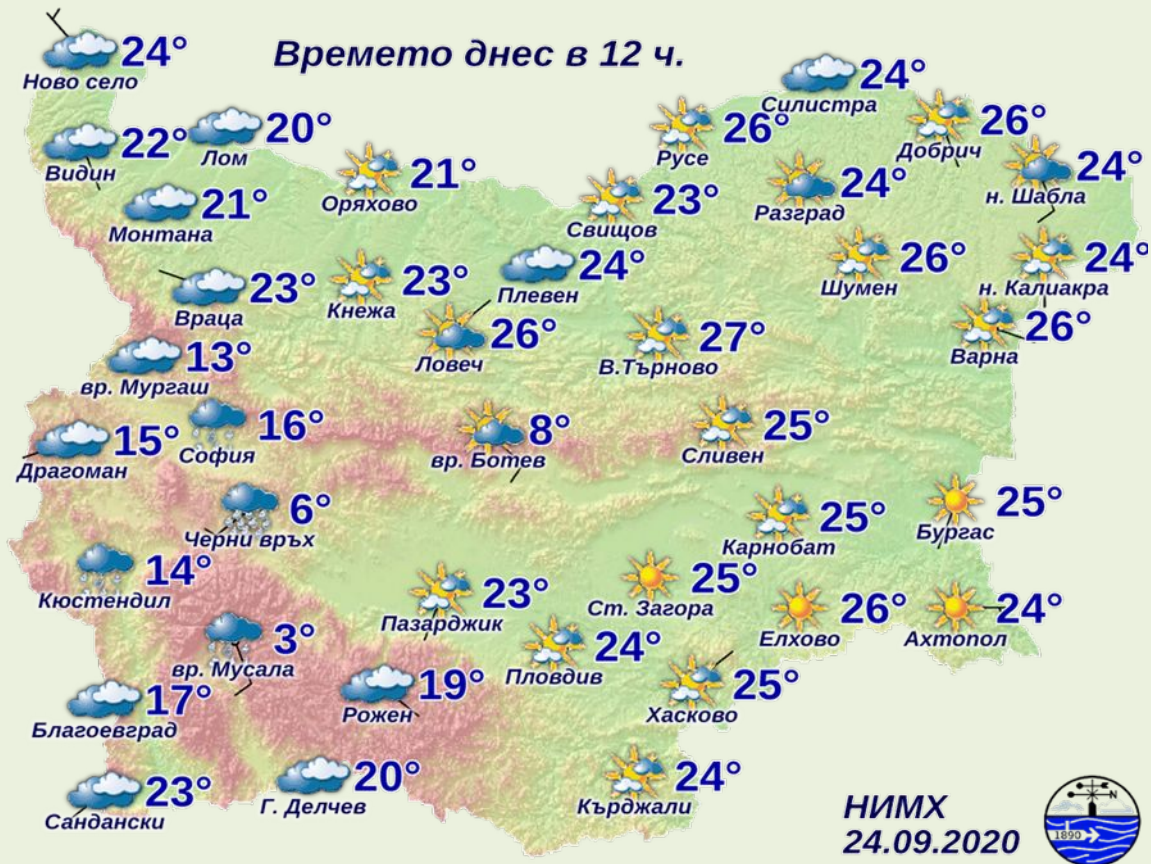 Времето днес в 12 ч.
24°
Ново село
24°
Силистра
22°
Видин
20°
Лом
26°
Русе
26°
Добрич
21°
Оряхово
24°
н. Шабла
21°
Монтана
23°
Свищов
24°
Разград
23°
Враца
23°
Кнежа
24°
Плевен
26°
Шумен
24°
н. Калиакра
26°
Ловеч
27°
В.Търново
26°
Варна
13°
вр. Мургаш
15°
Драгоман
16°
София
8°
вр. Ботев
25°
Сливен
6°
Черни връх
25°
Карнобат
25°
Бургас
14°
Кюстендил
23°
Пазарджик
25°
Ст. Загора
26°
Елхово
24°
Ахтопол
3°
вр. Мусала
24°
Пловдив
17°
Благоевград
19°
Рожен
25°
Хасково
23°
Сандански
20°
Г. Делчев
24°
Кърджали
НИМХ
24.09.2020
N
1890